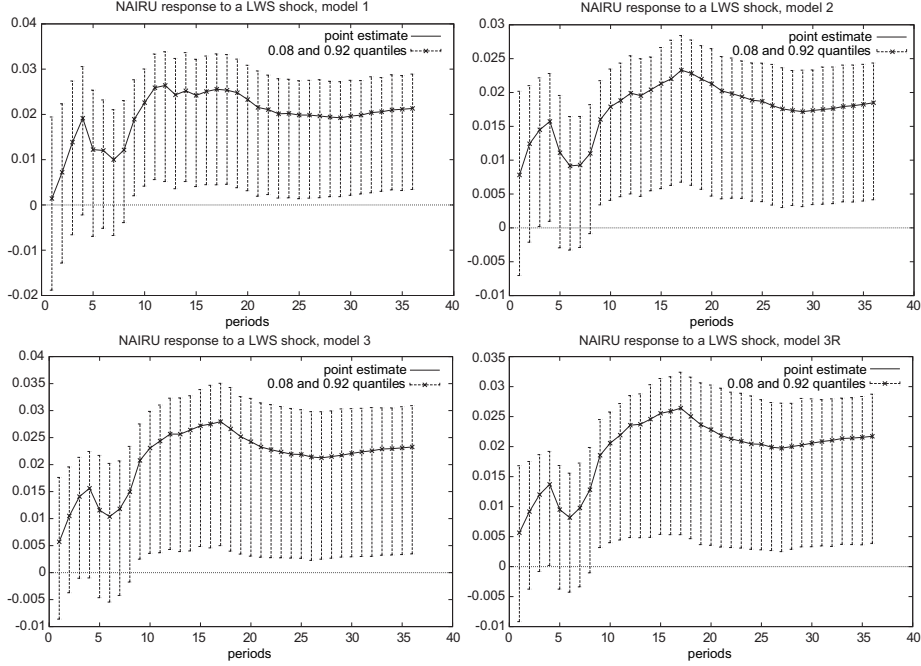 NAIRU response to a LWS shock, model 1
0.04
0.03
0.02
0.01
0
-0.01
-0.02
point estimate
0.08 and 0.92 quantiles
0 5 10 15 20 25 30 35 40
periods
NAIRU response to a LWS shock, model 2
0.03
0.025
0.02
0.015
0.01
0.005
0
-0.005
-0.01
point estimate
0.08 and 0.92 quantiles
0 5 10 15 20 25 30 35 40
periods
NAIRU response to a LWS shock, model 3
0.04
0.035
0.03
0.025
0.02
0.015
0.01
0.005
0
-0.005
-0.01
point estimate
0.08 and 0.92 quantiles
0 5 10 15 20 25 30 35 40
periods
NAIRU response to a LWS shock, model 3R
0.035
0.03
0.025
0.02
0.015
0.01
0.005
0
-0.005
-0.01
point estimate
0.08 and 0.92 quantiles
0 5 10 15 20 25 30 35 40
periods